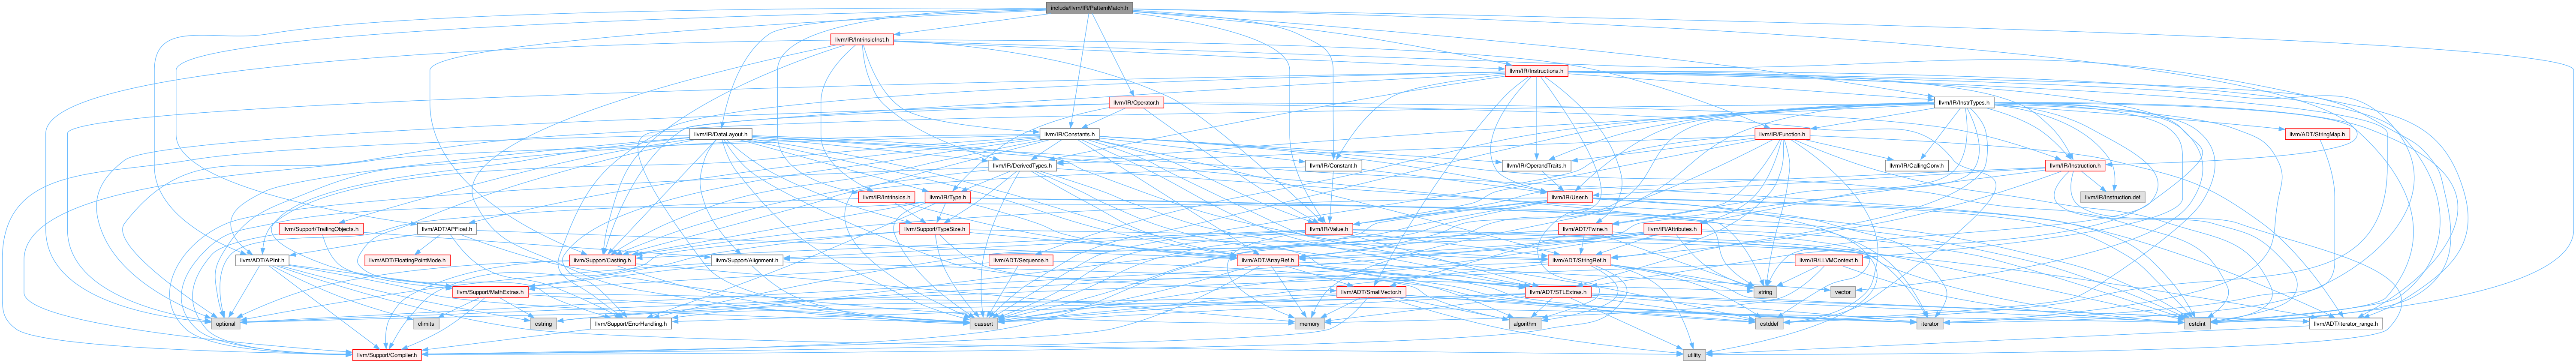 include/llvm/IR/PatternMatch.h
llvm/IR/IntrinsicInst.h
llvm/IR/Instructions.h
llvm/IR/Operator.h
llvm/IR/InstrTypes.h
llvm/IR/DataLayout.h
llvm/IR/Constants.h
llvm/IR/Function.h
llvm/ADT/StringMap.h
llvm/IR/DerivedTypes.h
llvm/IR/Constant.h
llvm/IR/OperandTraits.h
llvm/IR/CallingConv.h
llvm/IR/Instruction.h
llvm/IR/Intrinsics.h
llvm/IR/Type.h
llvm/IR/User.h
llvm/IR/Instruction.def
llvm/Support/TrailingObjects.h
llvm/ADT/APFloat.h
llvm/Support/TypeSize.h
llvm/IR/Value.h
llvm/ADT/Twine.h
llvm/IR/Attributes.h
llvm/ADT/APInt.h
llvm/ADT/FloatingPointMode.h
llvm/Support/Casting.h
llvm/Support/Alignment.h
llvm/ADT/Sequence.h
llvm/ADT/ArrayRef.h
llvm/ADT/StringRef.h
llvm/IR/LLVMContext.h
llvm/Support/MathExtras.h
llvm/ADT/SmallVector.h
llvm/ADT/STLExtras.h
string
vector
optional
climits
cstring
llvm/Support/ErrorHandling.h
cassert
memory
algorithm
cstddef
iterator
cstdint
llvm/ADT/iterator_range.h
llvm/Support/Compiler.h
utility